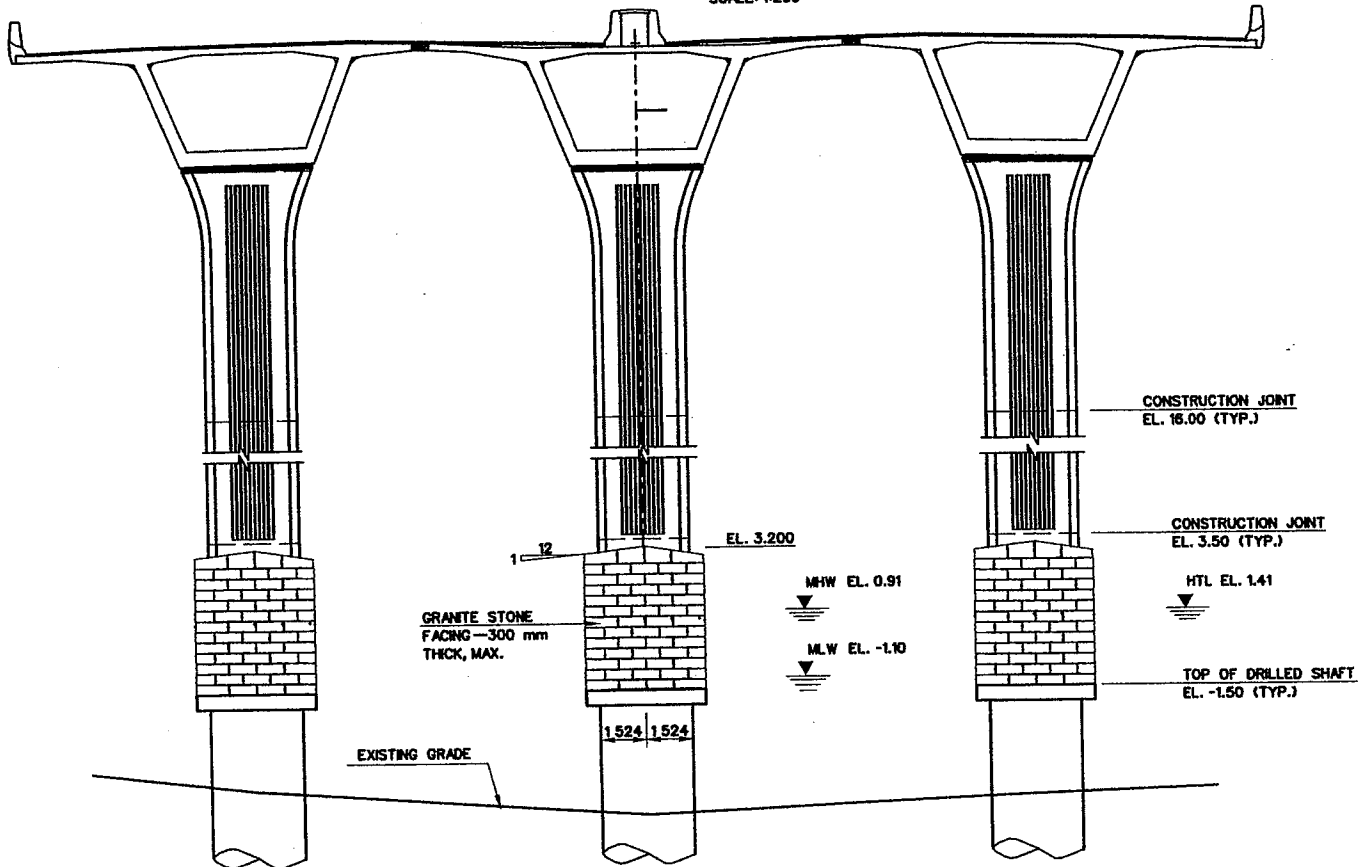 CONSTRUCTION JOINT
EL. 16.00 (TYP.)
CONSTRUCTION JOINT
EL. 3.50 (TYP.)
EL. 3.200
12
1
MHW EL. 0.91
HTL EL. 1.41
GRANITE STONE
FACING—300 mm
THICK, MAX.
MLW EL. -1.10
TOP OF DRILLED SHAFT
EL. -1.50 (TYP.)
1.524 1.524
EXISTING GRADE